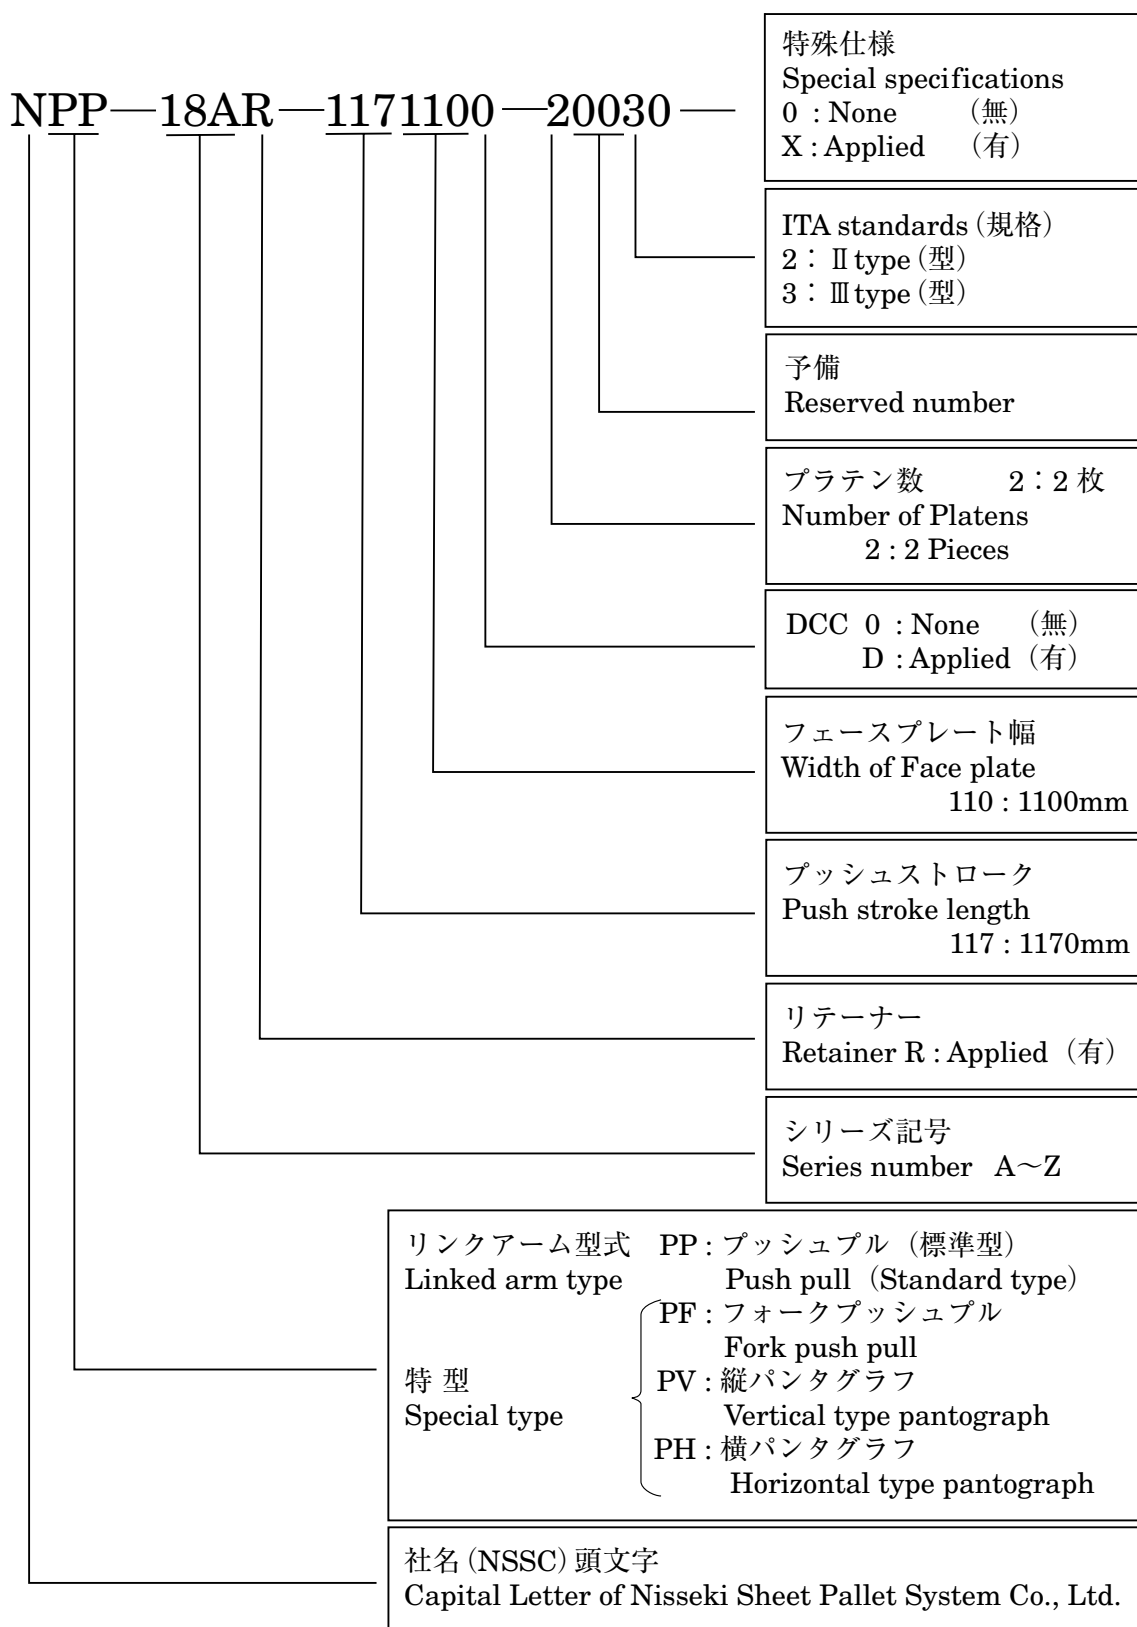 NPP—18AR—1171100—20030—
特殊仕様
Special specifications
0 : None （無）
X : Applied （有）
ITA standards（規格）
2：Ⅱtype（型）
3：Ⅲtype（型）
予備
Reserved number
プラテン数 2：2枚
Number of Platens
2 : 2 Pieces
DCC 0 : None （無）
D : Applied （有）
フェースプレート幅
Width of Face plate
110 : 1100mm
プッシュストローク
Push stroke length
117 : 1170mm
リテーナー
Retainer R : Applied（有）
シリーズ記号
Series number A〜Z
リンクアーム型式 PP : プッシュプル（標準型）
Linked arm type Push pull（Standard type）
PF : フォークプッシュプル
Fork push pull
特 型 PV : 縦パンタグラフ
Special type Vertical type pantograph
PH : 横パンタグラフ
Horizontal type pantograph
社名（NSSC）頭文字
Capital Letter of Nisseki Sheet Pallet System Co., Ltd.